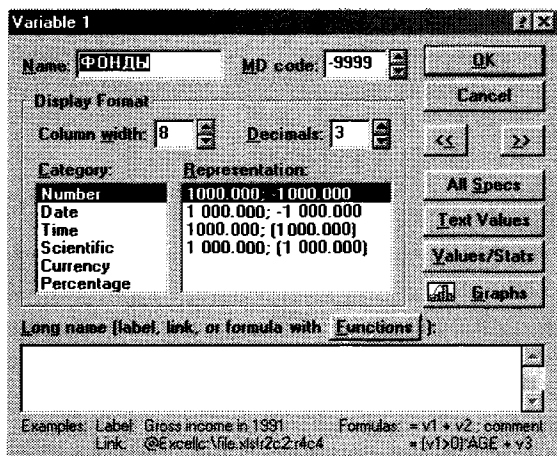 Variable 1 ? X
Name: ФОНДЫ MD code: -9999 OK
Cancel
Display Format
Column width: 8 Decimals: 3 << >>
Category: Representation:
Number 1000.000; -1000.000 All Specs
Date 1 000.000; -1 000.000
Time 1000.000; (1000.000) Text Values
Scientific 1 000.000; (1 000.000)
Currency Values/Stats
Percentage Graphs
Long name (label, link, or formula with Functions ):
Examples: Label: Gross income in 1991 Formulas: = v1 + v2 ; comment
Link: @Excel|c:\file.xls!r2c2:r4c4 = (v1>0)*AGE + v3